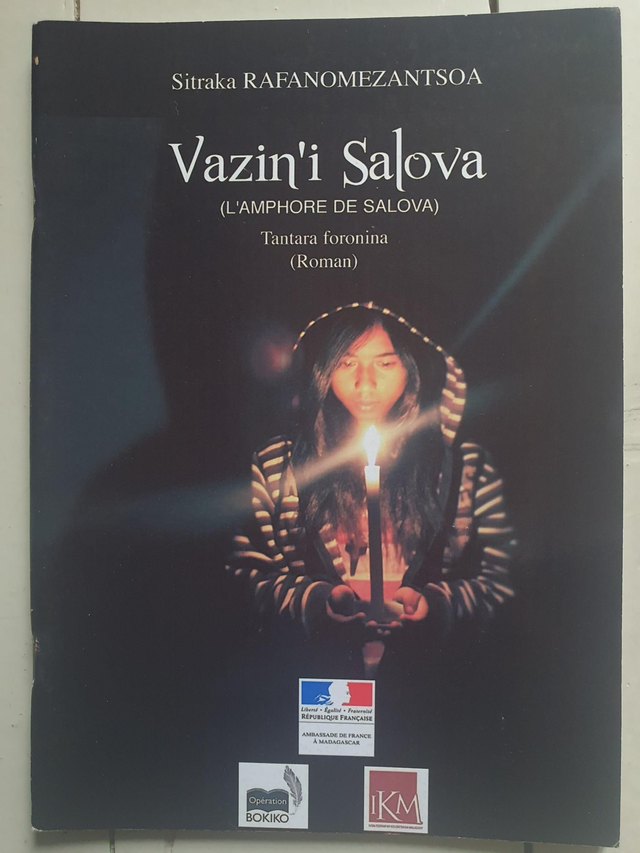 Sitraka RAFANOMEZANTSOA
Vazin'i Salova
(L'AMPHORE DE SALOVA)
Tantara foronina
(Roman)
Liberté • Égalité • Fraternité
RÉPUBLIQUE FRANÇAISE
AMBASSADE DE FRANCE
À MADAGASCAR
Opération
BOKIKO
IKM